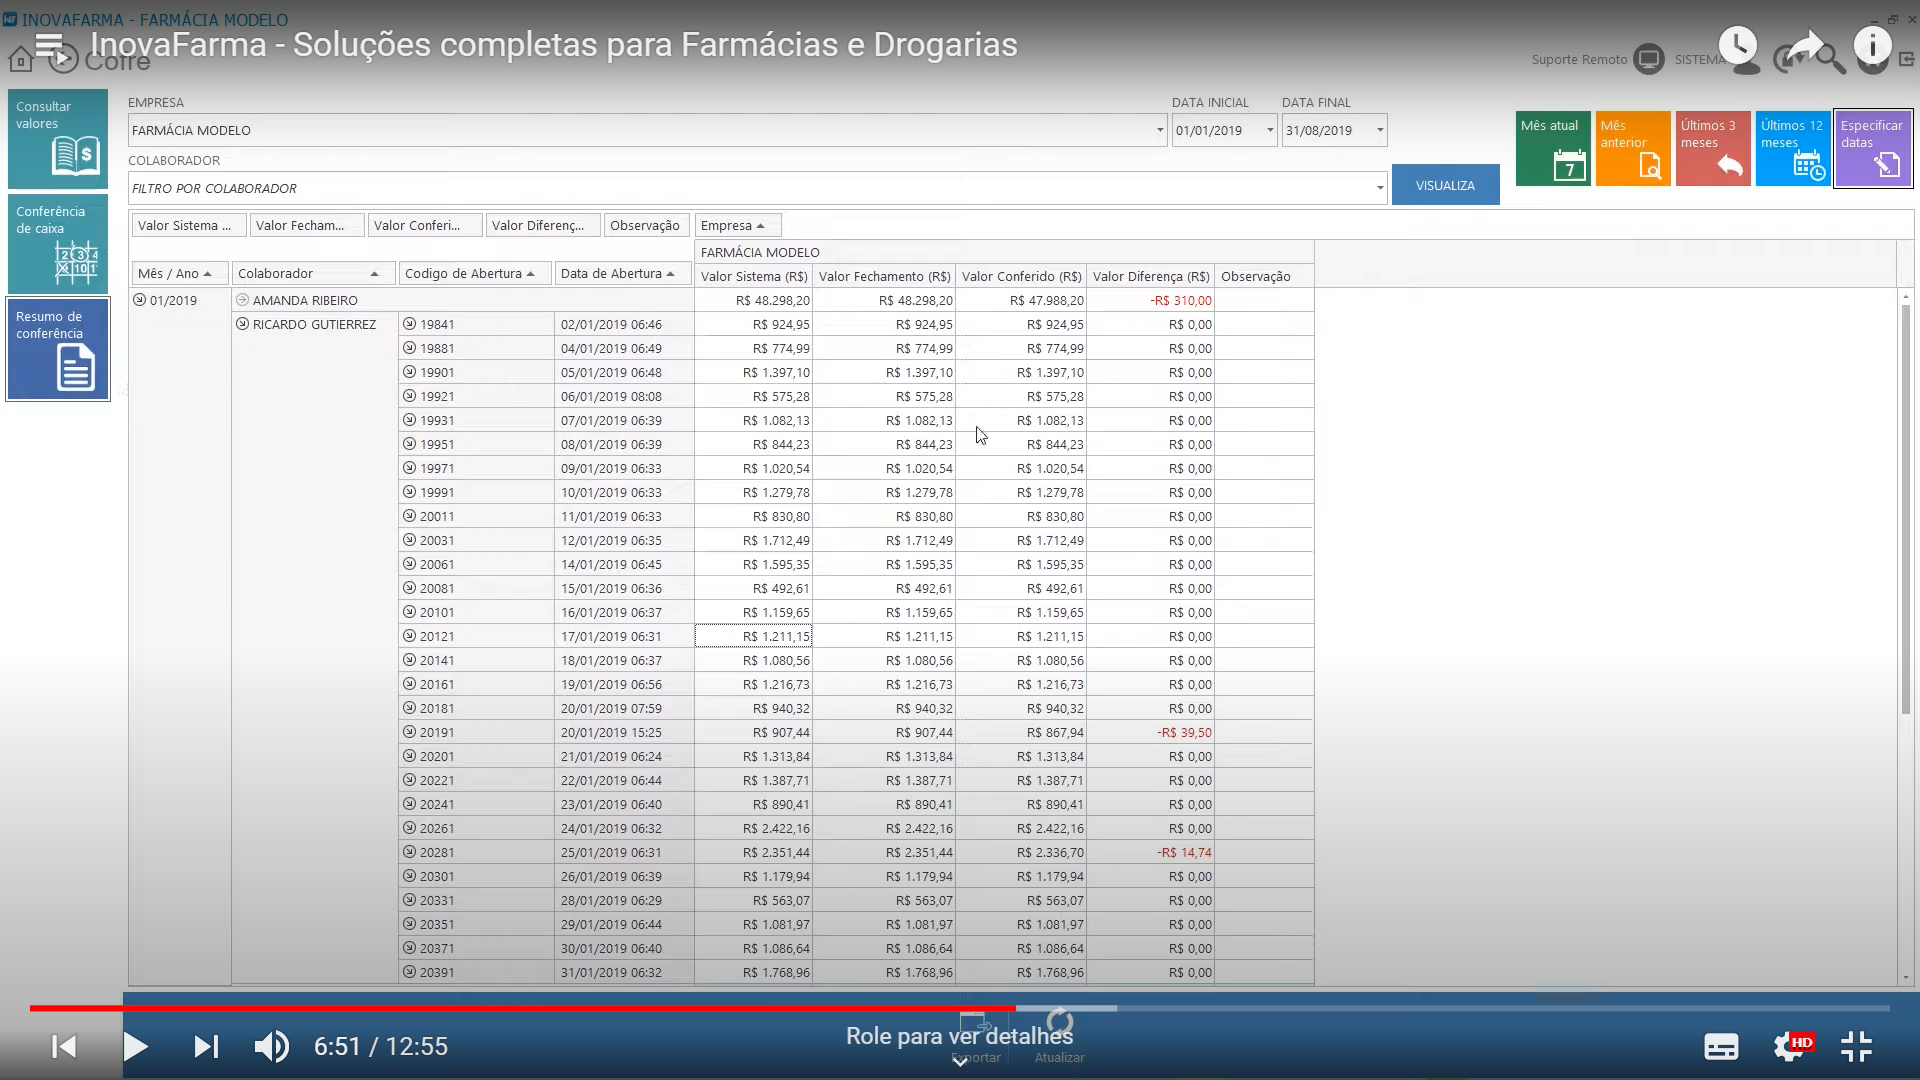 INOVAFARMA - FARMÁCIA MODELO
InovaFarma - Soluções completas para Farmácias e Drogarias
Cofre
Suporte Remoto
SISTEMA
Consultar
valores
Conferência
de caixa
Resumo de
conferência
EMPRESA
FARMÁCIA MODELO
DATA INICIAL
01/01/2019
DATA FINAL
31/08/2019
COLABORADOR
FILTRO POR COLABORADOR
VISUALIZA
Mês atual
7
Mês
anterior
Últimos 3
meses
Últimos 12
meses
Especificar
datas
Valor Sistema ... Valor Fecham... Valor Conferi... Valor Diferenç... Observação Empresa
FARMÁCIA MODELO
Mês / Ano Colaborador Codigo de Abertura Data de Abertura Valor Sistema (R$) Valor Fechamento (R$) Valor Conferido (R$) Valor Diferença (R$) Observação
01/2019 AMANDA RIBEIRO R$ 48.298,20 R$ 48.298,20 R$ 47.988,20 -R$ 310,00
RICARDO GUTIERREZ 19841 02/01/2019 06:46 R$ 924,95 R$ 924,95 R$ 924,95 R$ 0,00
19881 04/01/2019 06:49 R$ 774,99 R$ 774,99 R$ 774,99 R$ 0,00
19901 05/01/2019 06:48 R$ 1.397,10 R$ 1.397,10 R$ 1.397,10 R$ 0,00
19921 06/01/2019 08:08 R$ 575,28 R$ 575,28 R$ 575,28 R$ 0,00
19931 07/01/2019 06:39 R$ 1.082,13 R$ 1.082,13 R$ 1.082,13 R$ 0,00
19951 08/01/2019 06:39 R$ 844,23 R$ 844,23 R$ 844,23 R$ 0,00
19971 09/01/2019 06:33 R$ 1.020,54 R$ 1.020,54 R$ 1.020,54 R$ 0,00
19991 10/01/2019 06:33 R$ 1.279,78 R$ 1.279,78 R$ 1.279,78 R$ 0,00
20011 11/01/2019 06:33 R$ 830,80 R$ 830,80 R$ 830,80 R$ 0,00
20031 12/01/2019 06:35 R$ 1.712,49 R$ 1.712,49 R$ 1.712,49 R$ 0,00
20061 14/01/2019 06:45 R$ 1.595,35 R$ 1.595,35 R$ 1.595,35 R$ 0,00
20081 15/01/2019 06:36 R$ 492,61 R$ 492,61 R$ 492,61 R$ 0,00
20101 16/01/2019 06:37 R$ 1.159,65 R$ 1.159,65 R$ 1.159,65 R$ 0,00
20121 17/01/2019 06:31 R$ 1.211,15 R$ 1.211,15 R$ 1.211,15 R$ 0,00
20141 18/01/2019 06:37 R$ 1.080,56 R$ 1.080,56 R$ 1.080,56 R$ 0,00
20161 19/01/2019 06:56 R$ 1.216,73 R$ 1.216,73 R$ 1.216,73 R$ 0,00
20181 20/01/2019 07:59 R$ 940,32 R$ 940,32 R$ 940,32 R$ 0,00
20191 20/01/2019 15:25 R$ 907,44 R$ 907,44 R$ 867,94 -R$ 39,50
20201 21/01/2019 06:24 R$ 1.313,84 R$ 1.313,84 R$ 1.313,84 R$ 0,00
20221 22/01/2019 06:44 R$ 1.387,71 R$ 1.387,71 R$ 1.387,71 R$ 0,00
20241 23/01/2019 06:40 R$ 890,41 R$ 890,41 R$ 890,41 R$ 0,00
20261 24/01/2019 06:32 R$ 2.422,16 R$ 2.422,16 R$ 2.422,16 R$ 0,00
20281 25/01/2019 06:31 R$ 2.351,44 R$ 2.351,44 R$ 2.336,70 -R$ 14,74
20301 26/01/2019 06:39 R$ 1.179,94 R$ 1.179,94 R$ 1.179,94 R$ 0,00
20331 28/01/2019 06:29 R$ 563,07 R$ 563,07 R$ 563,07 R$ 0,00
20351 29/01/2019 06:44 R$ 1.081,97 R$ 1.081,97 R$ 1.081,97 R$ 0,00
20371 30/01/2019 06:40 R$ 1.086,64 R$ 1.086,64 R$ 1.086,64 R$ 0,00
20391 31/01/2019 06:32 R$ 1.768,96 R$ 1.768,96 R$ 1.768,96 R$ 0,00
6:51 / 12:55
Role para ver detalhes
Exportar
Atualizar
HD